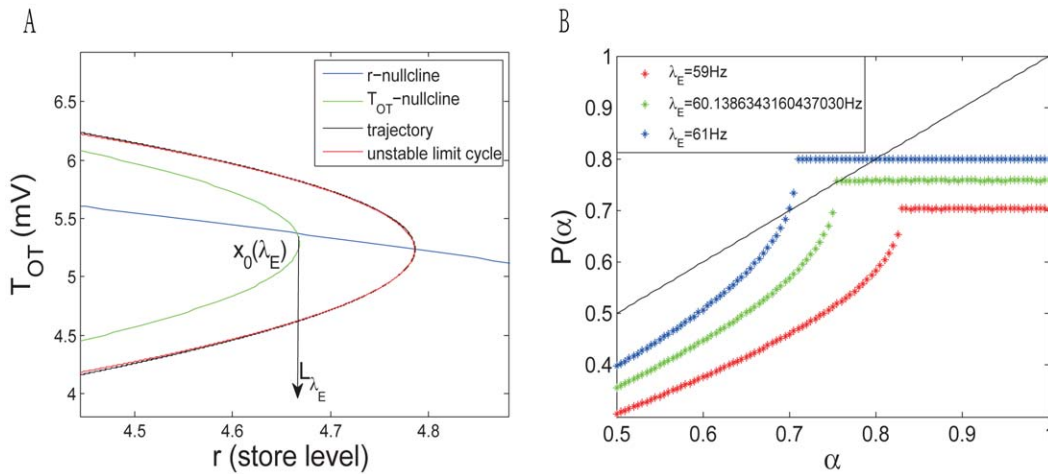 A
B
T_OT (mV)
6.5
6
5.5
5
4.5
4
4.5
4.6
4.7
4.8
r (store level)
r−nullcline
T_OT−nullcline
trajectory
unstable limit cycle
x_0(λ_E)
L_λ_E
P(α)
1
0.9
0.8
0.7
0.6
0.5
0.4
0.5
0.6
0.7
0.8
0.9
1
α
λ_E=59Hz
λ_E=60.1386343160437030Hz
λ_E=61Hz